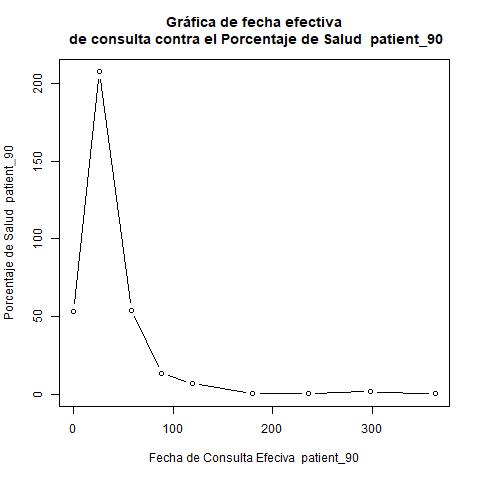 Gráfica de fecha efectiva
de consulta contra el Porcentaje de Salud patient_90
Porcentaje de Salud patient_90
200
150
100
50
0
0 100 200 300
Fecha de Consulta Efeciva patient_90